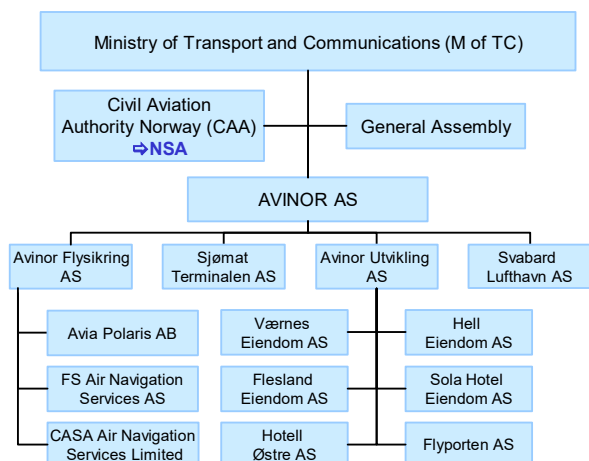 Ministry of Transport and Communications (M of TC)
Civil Aviation
Authority Norway (CAA)
⇨NSA
General Assembly
AVINOR AS
Avinor Flysikring
AS
Sjømat
Terminalen AS
Avinor Utvikling
AS
Svabard
Lufthavn AS
Avia Polaris AB
Værnes
Eiendom AS
Hell
Eiendom AS
FS Air Navigation
Services AS
Flesland
Eiendom AS
Sola Hotel
Eiendom AS
CASA Air Navigation
Services Limited
Hotell
Østre AS
Flyporten AS